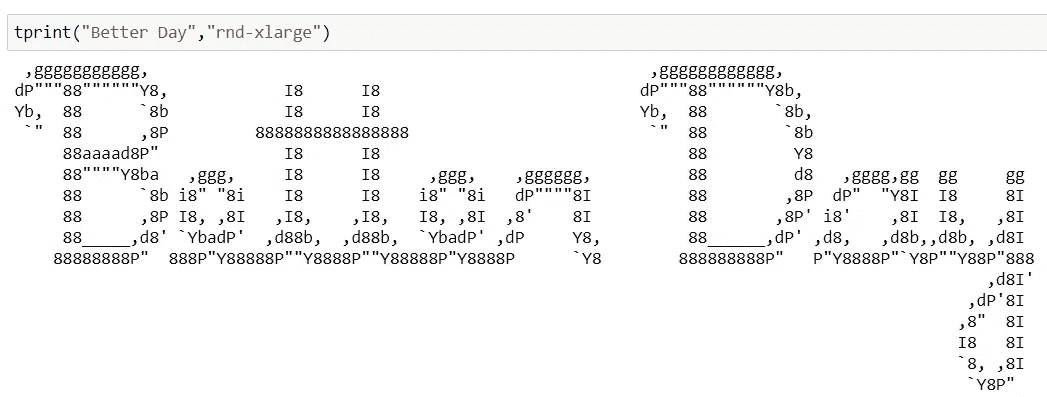 tprint("Better Day","rnd-xlarge")
  ,ggggggggggg,                                                     ,gggggggggggg,
 dP"""88""""""Y8,            I8      I8                            dP"""88""""""Y8b,
 Yb,  88      `8b            I8      I8                            Yb,  88       `8b,
  `"  88      ,8P         8888888888888888                          `"  88        `8b
      88aaaad8P"             I8      I8                                 88         Y8
      88""""Y8ba   ,ggg,     I8      I8     ,ggg,    ,gggggg,           88         d8   ,gggg,gg  gg     gg
      88      `8b i8" "8i    I8      I8    i8" "8i   dP""""8I           88        ,8P  dP"  "Y8I  I8     8I
      88      ,8P I8, ,8I   ,I8,    ,I8,   I8, ,8I  ,8'    8I           88       ,8P' i8'    ,8I  I8,   ,8I
      88_____,d8' `YbadP'  ,d88b,  ,d88b,  `YbadP' ,dP     Y8,          88______,dP' ,d8,   ,d8b,,d8b, ,d8I
     88888888P"  888P"Y88888P""Y8888P""Y88888P"Y8888P      `Y8         888888888P"   P"Y8888P"`Y8P""Y88P"888
                                                                                                       ,d8I'
                                                                                                     ,dP'8I
                                                                                                    ,8"  8I
                                                                                                    I8   8I
                                                                                                    `8, ,8I
                                                                                                     `Y8P"